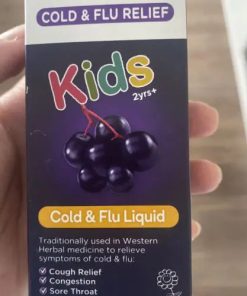 COLD & FLU RELIEF
Kids
2yrs+
Cold & Flu Liquid
Traditionally used in Western
Herbal medicine to relieve
symptoms of cold & flu:
Cough Relief
Congestion
Sore Throat